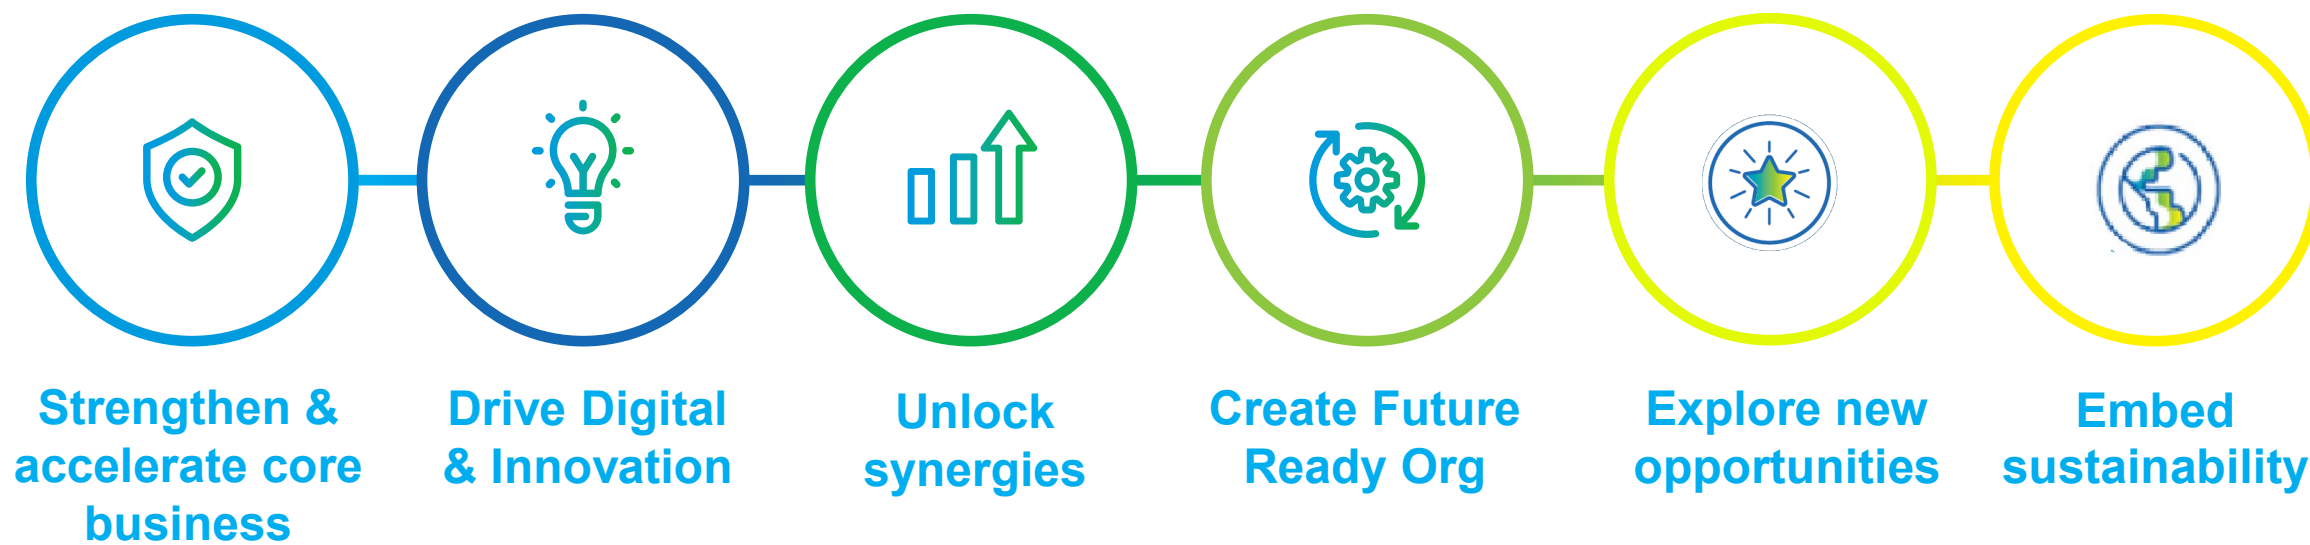 Strengthen &
accelerate core
business
Drive Digital
& Innovation
Unlock
synergies
Create Future
Ready Org
Explore new
opportunities
Embed
sustainability